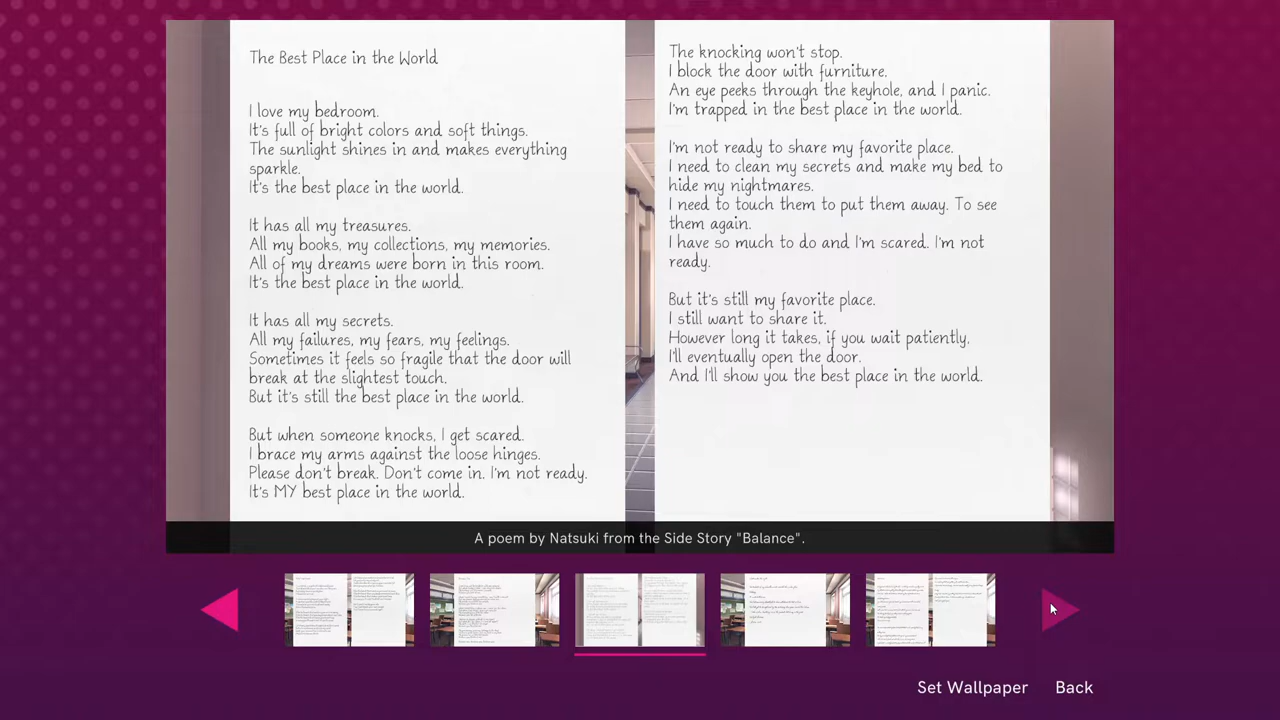 The Best Place in the World
I love my bedroom.
It's full of bright colors and soft things.
The sunlight shines in and makes everything
sparkle.
It's the best place in the world.
It has all my treasures.
All my books, my collections, my memories.
All of my dreams were born in this room.
It's the best place in the world.
It has all my secrets.
All my failures, my fears, my feelings.
Sometimes it feels so fragile that the door will
break at the slightest touch.
But it's still the best place in the world.
But when someone knocks, I get scared.
I brace my arms against the loose hinges.
Please don't break. Don't come in. I'm not ready.
It's MY best place in the world.
The knocking won't stop.
I block the door with furniture.
An eye peeks through the keyhole, and I panic.
I'm trapped in the best place in the world.
I'm not ready to share my favorite place.
I need to clean my secrets and make my bed to
hide my nightmares.
I need to touch them to put them away. To see
them again.
I have so much to do and I'm scared. I'm not
ready.
But it's still my favorite place.
I still want to share it.
However long it takes, if you wait patiently,
I'll eventually open the door.
And I'll show you the best place in the world.
A poem by Natsuki from the Side Story "Balance".
Set Wallpaper
Back